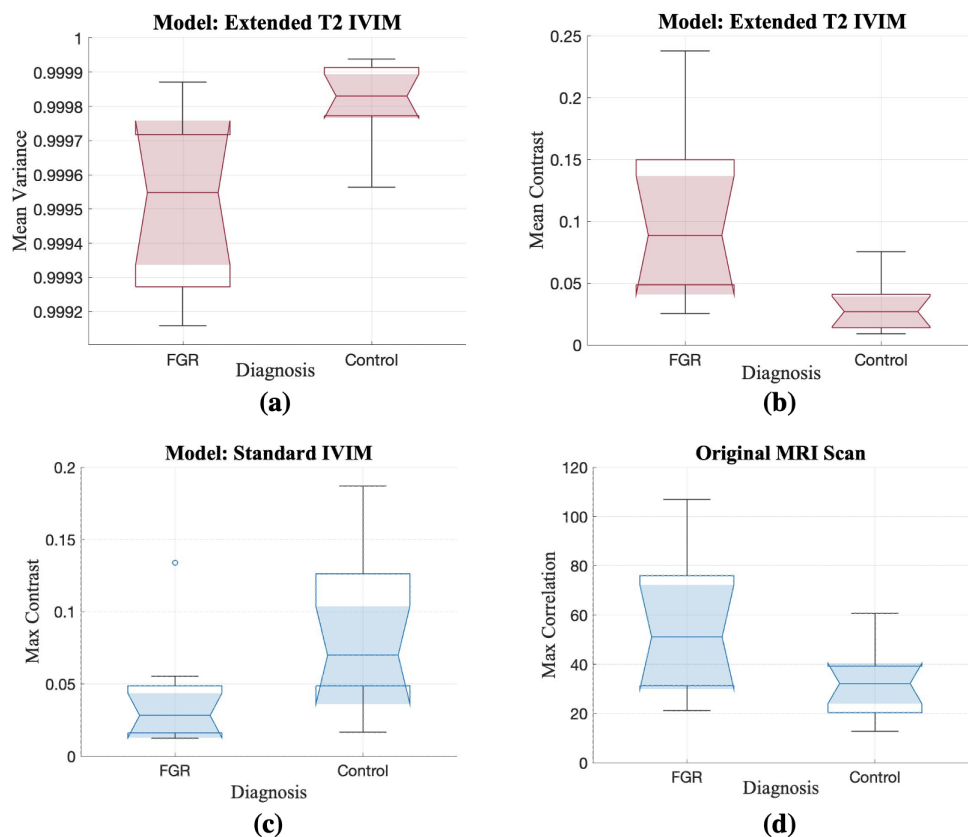 Model: Extended T2 IVIM
1
0.9999
0.9998
0.9997
0.9996
0.9995
0.9994
0.9993
0.9992
Mean Variance
FGR
Control
Diagnosis
(a)
Model: Extended T2 IVIM
0.25
0.2
0.15
0.1
0.05
0
Mean Contrast
FGR
Control
Diagnosis
(b)
Model: Standard IVIM
0.2
0.15
0.1
0.05
0
Max Contrast
FGR
Control
Diagnosis
(c)
Original MRI Scan
120
100
80
60
40
20
0
Max Correlation
FGR
Control
Diagnosis
(d)